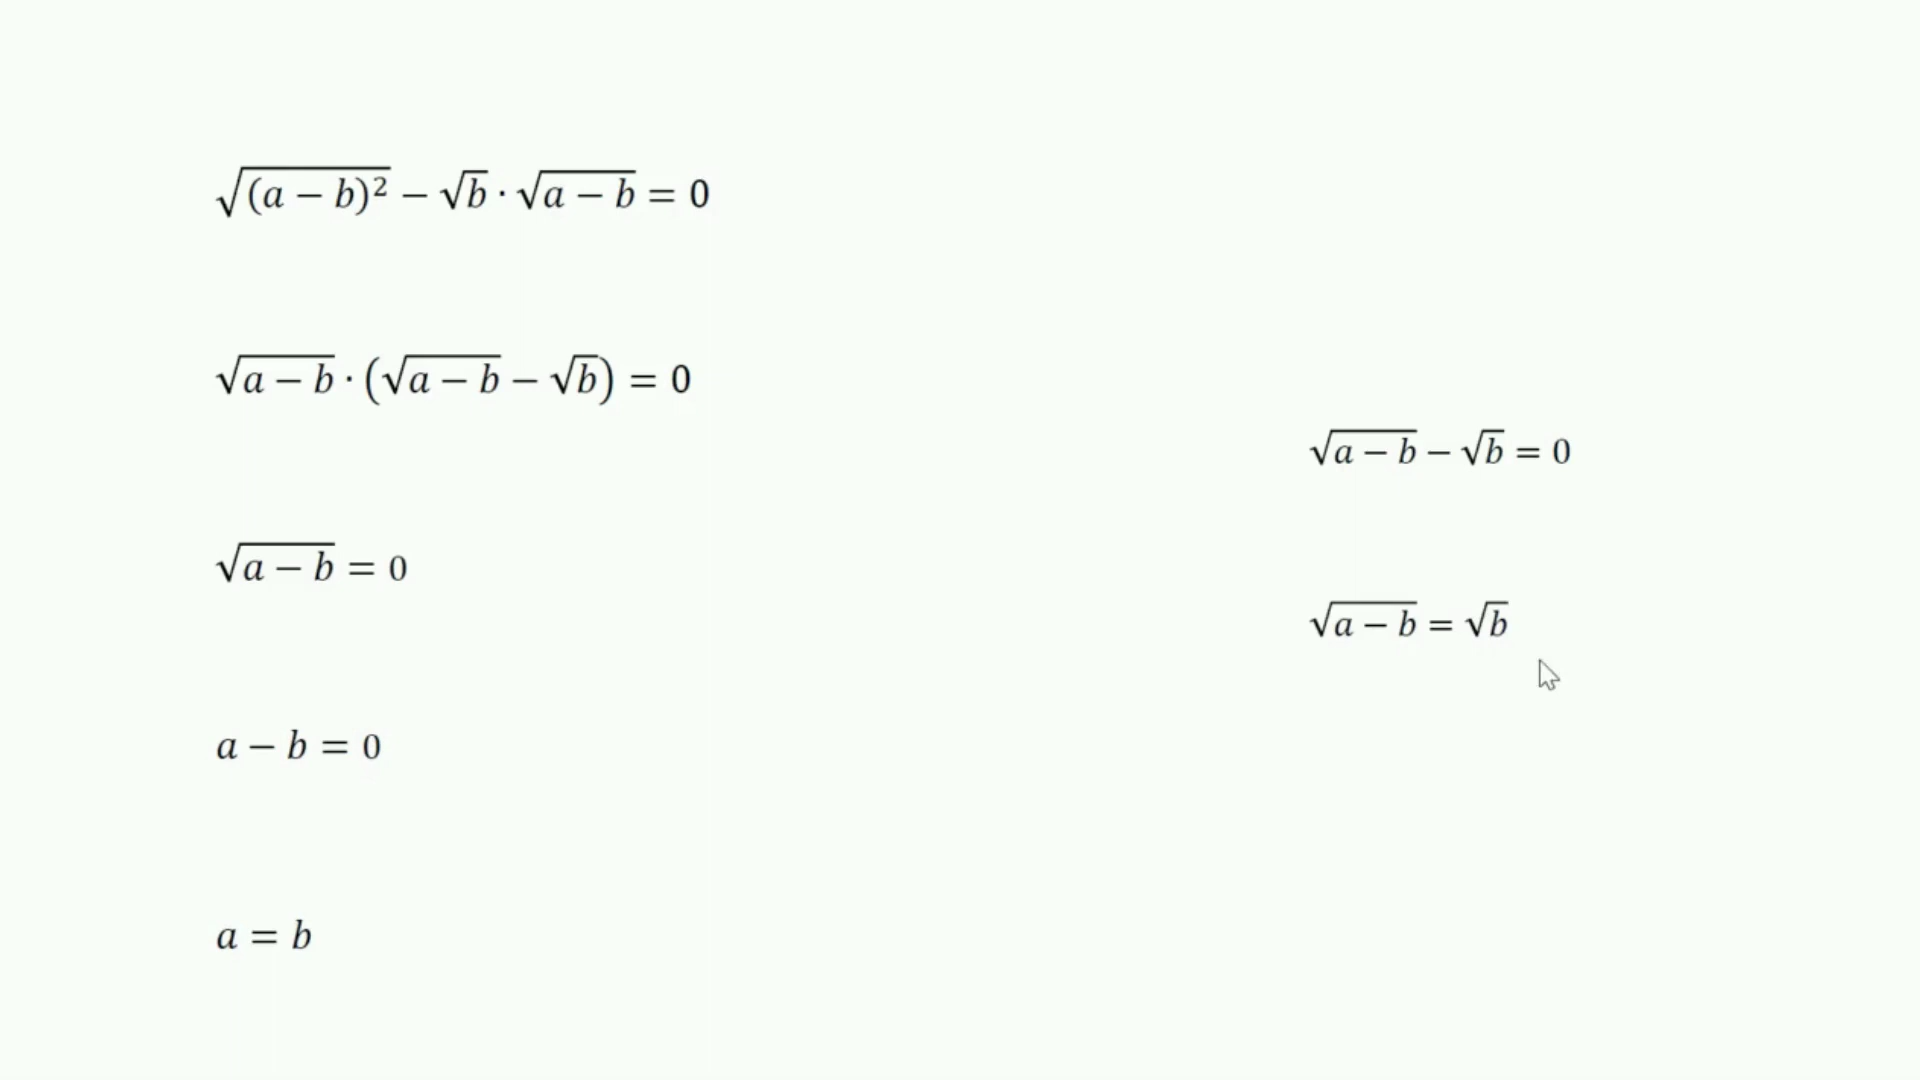 √(a − b)² − √b · √a − b = 0
√a − b · (√a − b − √b) = 0
√a − b = 0
a − b = 0
a = b
√a − b − √b = 0
√a − b = √b